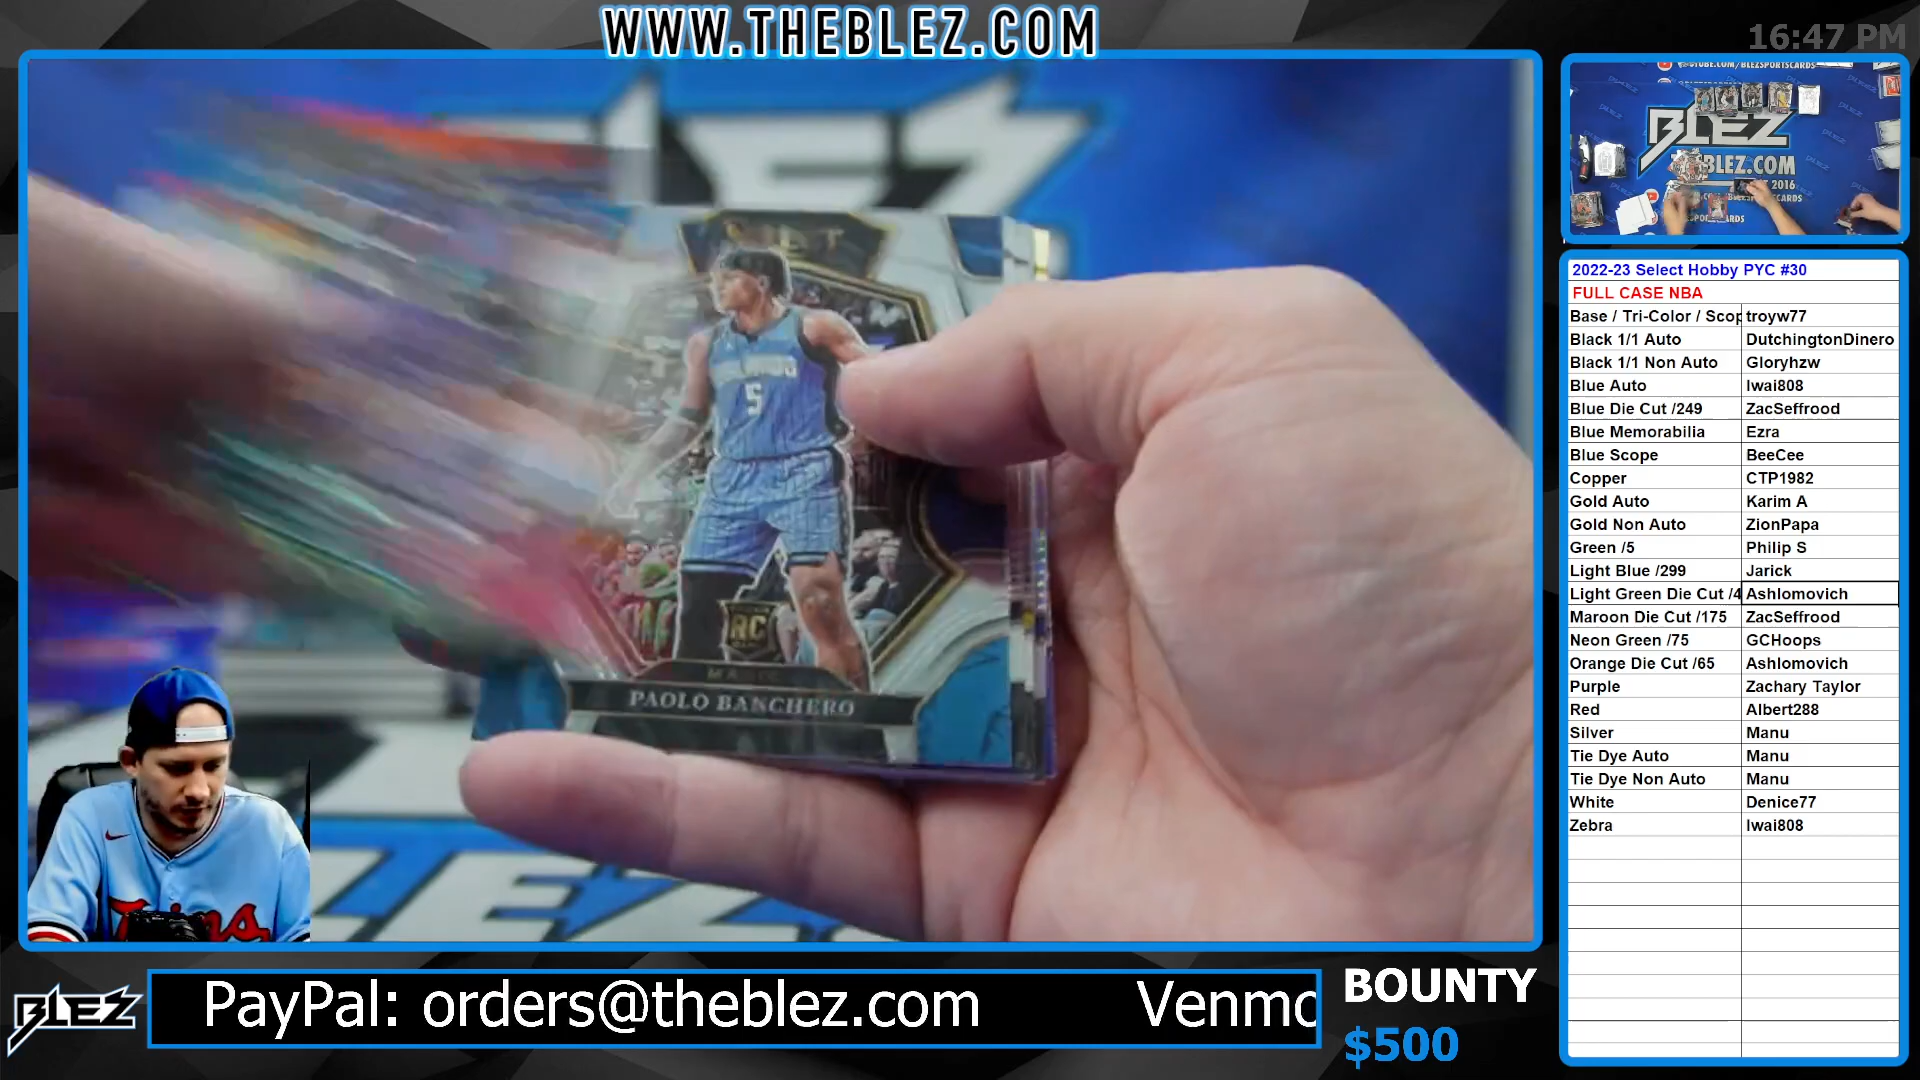 WWW.THEBLEZ.COM
16:47 PM
BLEZ
BLEZ.COM
2016
2022-23 Select Hobby PYC #30
FULL CASE NBA
Base / Tri-Color / Scop troyw77
Black 1/1 Auto DutchingtonDinero
Black 1/1 Non Auto Gloryhzw
Blue Auto Iwai808
Blue Die Cut /249 ZacSeffrood
Blue Memorabilia Ezra
Blue Scope BeeCee
Copper CTP1982
Gold Auto Karim A
Gold Non Auto ZionPapa
Green /5 Philip S
Light Blue /299 Jarick
Light Green Die Cut /4 Ashlomovich
Maroon Die Cut /175 ZacSeffrood
Neon Green /75 GCHoops
Orange Die Cut /65 Ashlomovich
Purple Zachary Taylor
Red Albert288
Silver Manu
Tie Dye Auto Manu
Tie Dye Non Auto Manu
White Denice77
Zebra Iwai808
5
RC
PAOLO BANCHERO
Twins
BLEZ
PayPal: orders@theblez.com Venmo
BOUNTY
$500